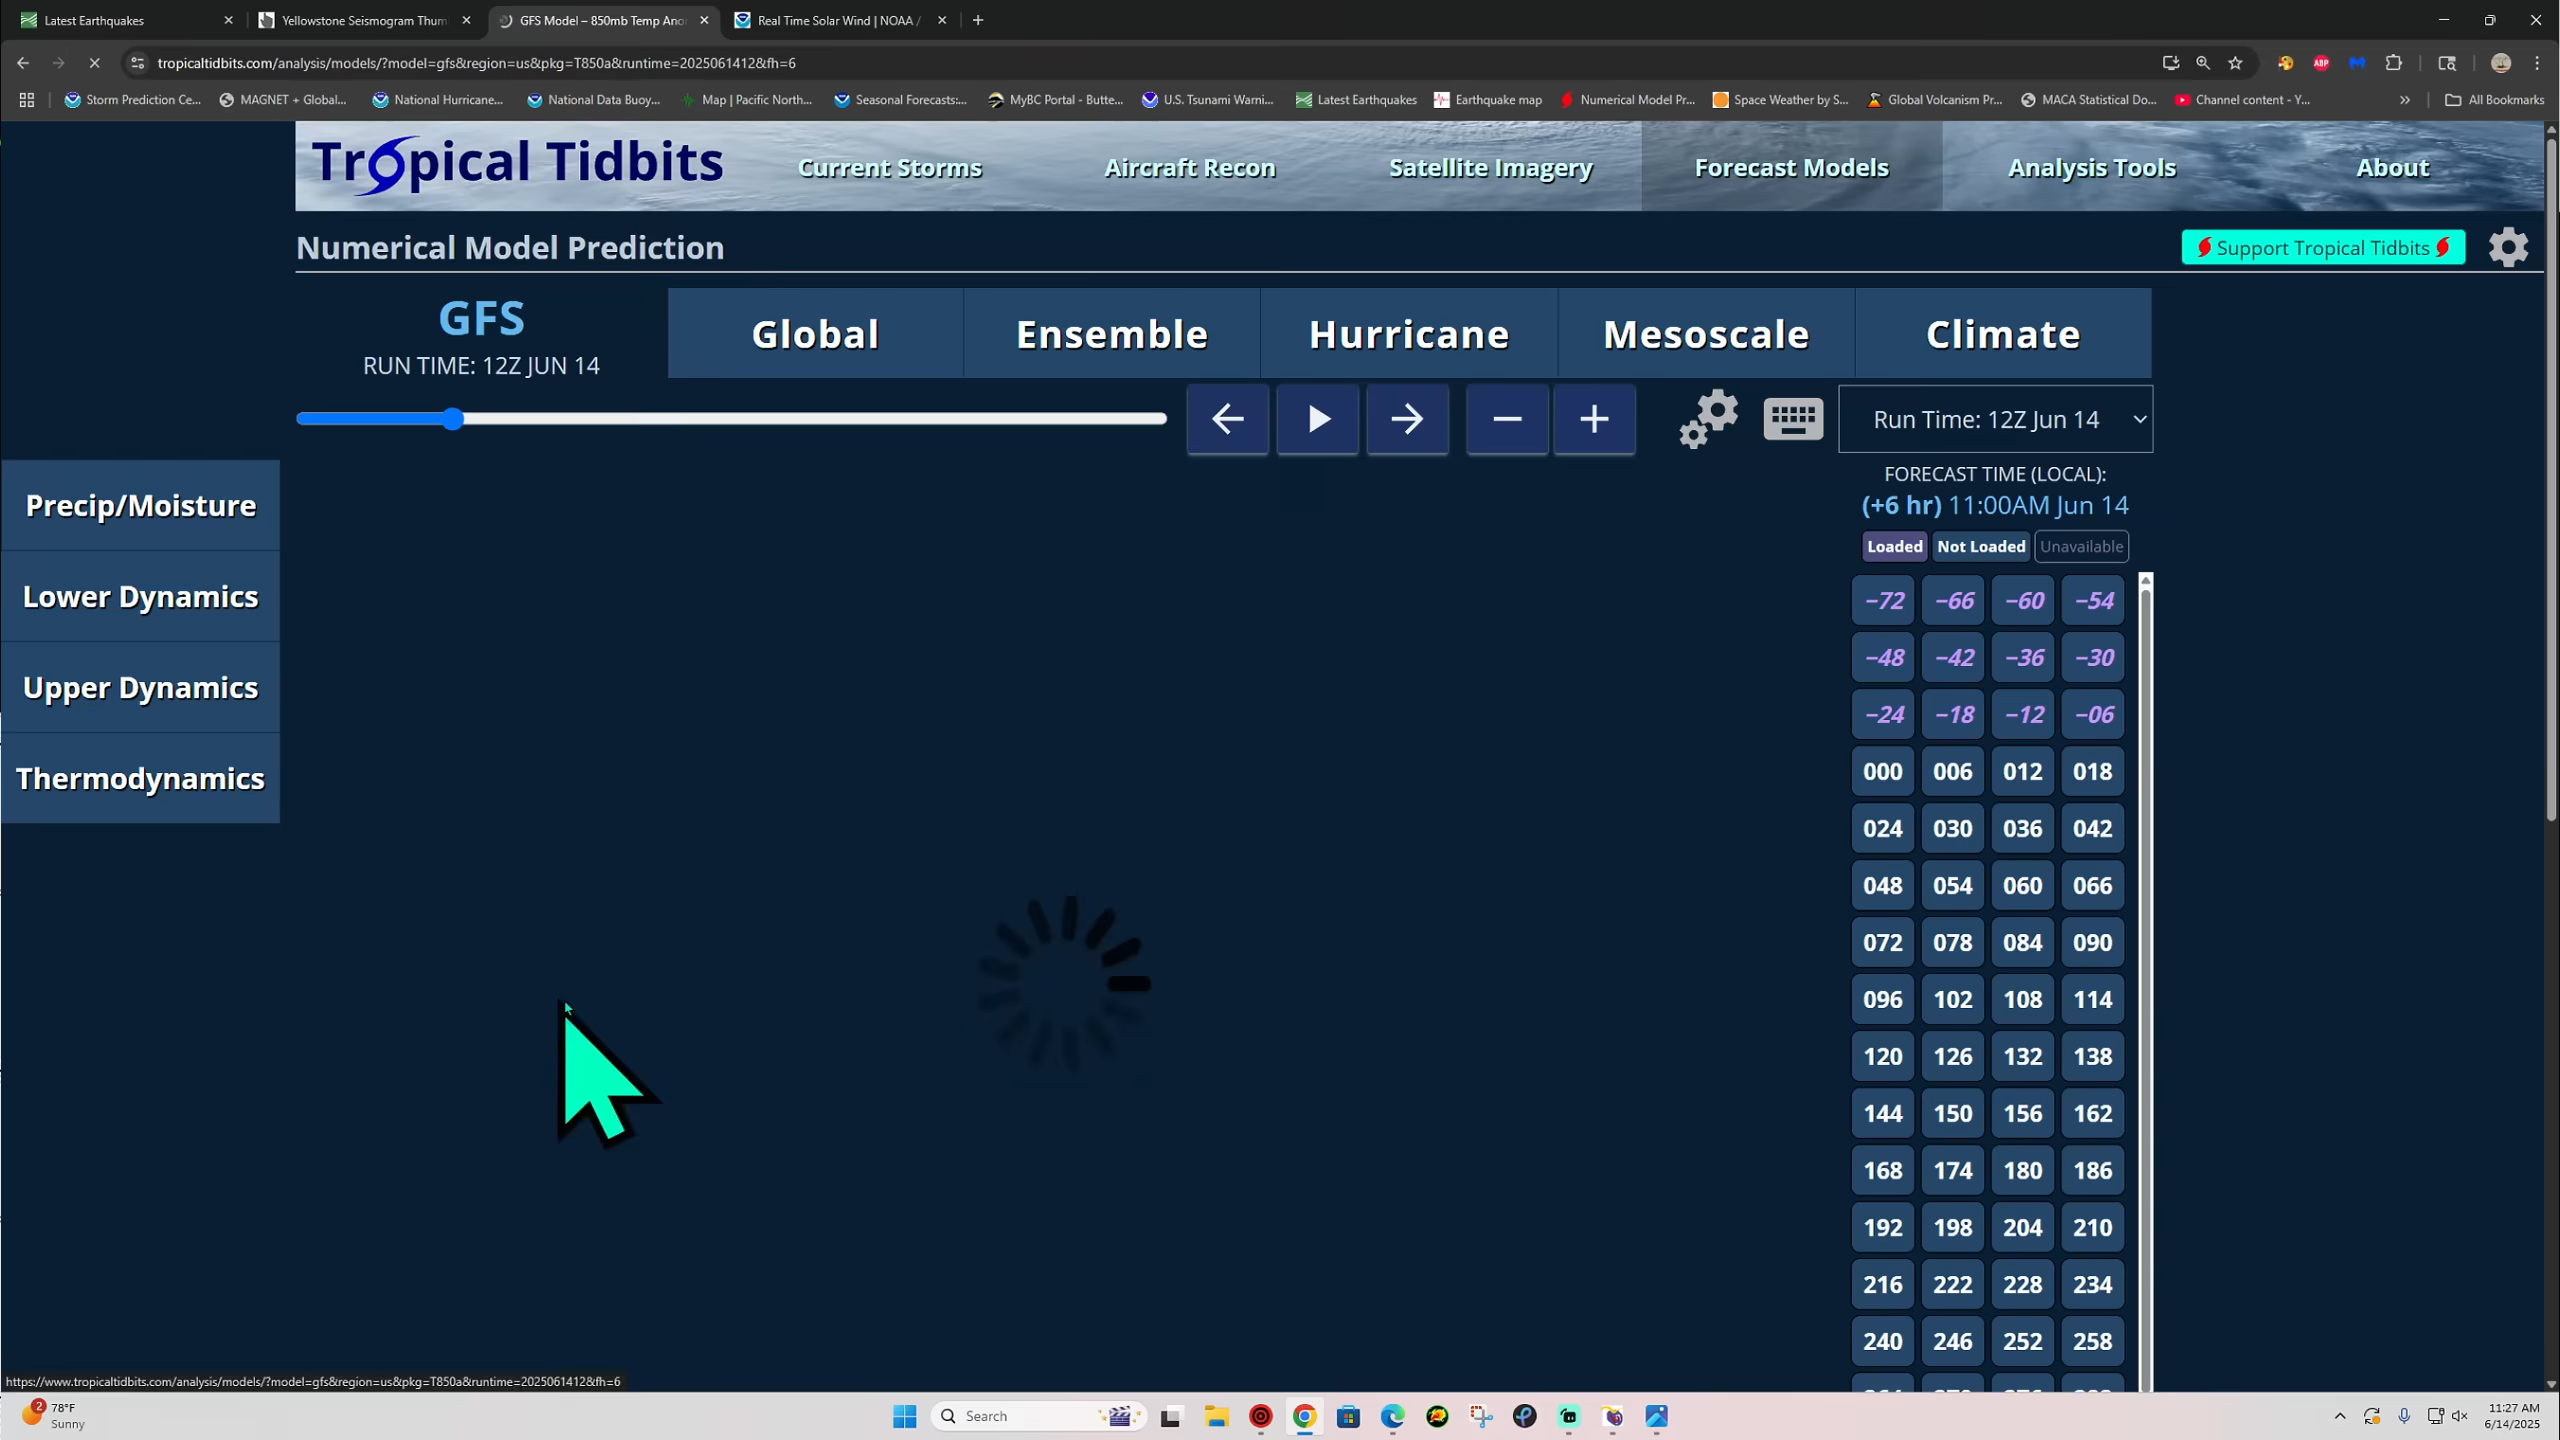 Latest Earthquakes
Yellowstone Seismogram Thum
GFS Model – 850mb Temp Ano
Real Time Solar Wind | NOAA /
tropicaltidbits.com/analysis/models/?model=gfs&region=us&pkg=T850a&runtime=2025061412&fh=6
ABP
Storm Prediction Ce...
MAGNET + Global...
National Hurricane...
National Data Buoy...
Map | Pacific North...
Seasonal Forecasts:...
MyBC Portal - Butte...
U.S. Tsunami Warni...
Latest Earthquakes
Earthquake map
Numerical Model Pr...
Space Weather by S...
Global Volcanism Pr...
MACA Statistical Do...
Channel content - Y...
All Bookmarks
Tropical Tidbits
Current Storms
Aircraft Recon
Satellite Imagery
Forecast Models
Analysis Tools
About
Numerical Model Prediction
Support Tropical Tidbits
GFS
RUN TIME: 12Z JUN 14
Global
Ensemble
Hurricane
Mesoscale
Climate
Run Time: 12Z Jun 14
FORECAST TIME (LOCAL):
(+6 hr) 11:00AM Jun 14
Loaded Not Loaded Unavailable
Precip/Moisture
Lower Dynamics
Upper Dynamics
Thermodynamics
−72 −66 −60 −54
−48 −42 −36 −30
−24 −18 −12 −06
000 006 012 018
024 030 036 042
048 054 060 066
072 078 084 090
096 102 108 114
120 126 132 138
144 150 156 162
168 174 180 186
192 198 204 210
216 222 228 234
240 246 252 258
https://www.tropicaltidbits.com/analysis/models/?model=gfs&region=us&pkg=T850a&runtime=2025061412&fh=6
2
78°F
Sunny
Search
11:27 AM
6/14/2025